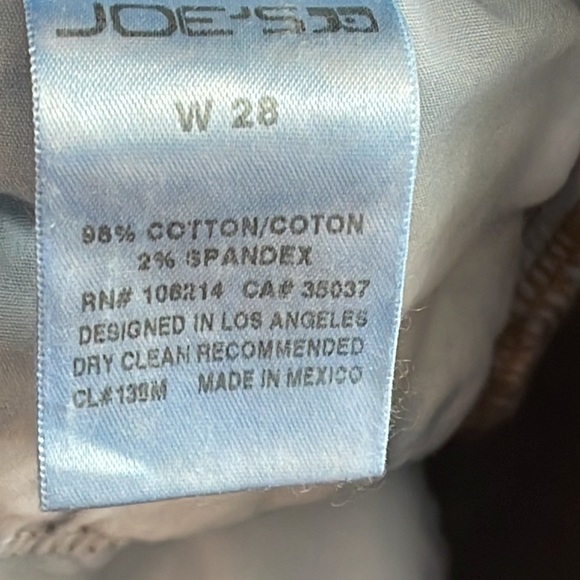 JOE'S
W 28
98% COTTON/COTON
2% SPANDEX
RN# 106214 CA# 35037
DESIGNED IN LOS ANGELES
DRY CLEAN RECOMMENDED
CL#139M MADE IN MEXICO